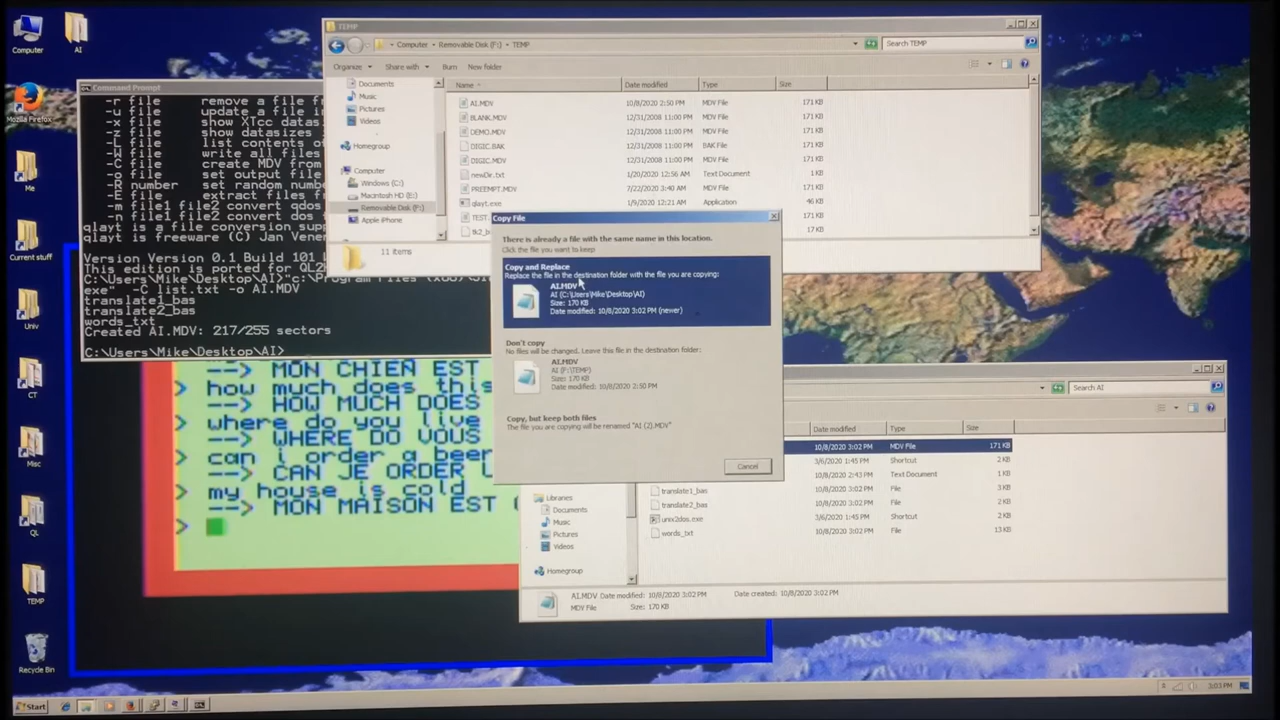 Computer
AI
Mozilla Firefox
Me
Current stuff
Univ
CT
Misc
QL
TEMP
Recycle Bin
Start
3:03 PM
TEMP
Computer
Removable Disk (F:)
TEMP
Search TEMP
Organize
Share with
Burn
New folder
Documents
Music
Pictures
Videos
Homegroup
Computer
Windows (C:)
Macintosh HD (E:)
Removable Disk (F:)
Apple iPhone
Name Date modified Type Size
AI.MDV 10/8/2020 2:50 PM MDV File 171 KB
BLANK.MDV 12/31/2008 11:00 PM MDV File 171 KB
DEMO.MDV 12/31/2008 11:00 PM MDV File 171 KB
DIGIC.BAK 12/31/2008 11:00 PM BAK File 171 KB
DIGIC.MDV 12/31/2008 11:00 PM MDV File 171 KB
newDir.txt 1/20/2020 12:56 AM Text Document 1 KB
PREEMPT.MDV 7/22/2020 3:40 AM MDV File 171 KB
qlayt.exe 1/9/2020 12:21 AM Application 46 KB
TEST. 171 KB
tk2_b 17 KB
11 items
Command Prompt
-r file remove a file fr
-u file update a file in
-x file show XTcc datas
-z file show datasizes
-L file list contents o
-W file write all files
-C file create MDV from
-o file set output file
-R number set random numb
-E file extract files f
-m file1 file2 convert qdos
-n file1 file2 convert dos
qlayt is a file conversion supp
qlayt is freeware (C) Jan Vener
Version Version 0.1 Build 101 W
This edition is ported for QL2
C:\Users\Mike\Desktop\AI>"c:\Program Files (x86)
exe" -C list.txt -o AI.MDV
translate1_bas
translate2_bas
words_txt
Created AI.MDV: 217/255 sectors
C:\Users\Mike\Desktop\AI>
--> MON CHIEN EST
> how much does this
--> HOW MUCH DOES
> where do you live
--> WHERE DO VOUS
> can i order a beer
--> CAN JE ORDER
> my house is cold
--> MON MAISON EST
>
Copy File
There is already a file with the same name in this location.
Click the file you want to keep
Copy and Replace
Replace the file in the destination folder with the file you are copying:
AI.MDV
AI (C:\Users\Mike\Desktop\AI)
Size: 170 KB
Date modified: 10/8/2020 3:02 PM (newer)
Don't copy
No files will be changed. Leave this file in the destination folder:
AI.MDV
AI (F:\TEMP)
Size: 170 KB
Date modified: 10/8/2020 2:50 PM
Copy, but keep both files
The file you are copying will be renamed "AI (2).MDV"
Cancel
Search AI
Date modified Type Size
10/8/2020 3:02 PM MDV File 171 KB
3/6/2020 1:45 PM Shortcut 2 KB
10/8/2020 2:43 PM Text Document 1 KB
10/8/2020 3:02 PM File 3 KB
translate1_bas
10/8/2020 3:02 PM File 2 KB
translate2_bas
3/6/2020 1:45 PM Shortcut 2 KB
unix2dos.exe
10/8/2020 3:02 PM File 13 KB
words_txt
Libraries
Documents
Music
Pictures
Videos
Homegroup
AI.MDV Date modified: 10/8/2020 3:02 PM Date created: 10/8/2020 3:02 PM
MDV File Size: 170 KB